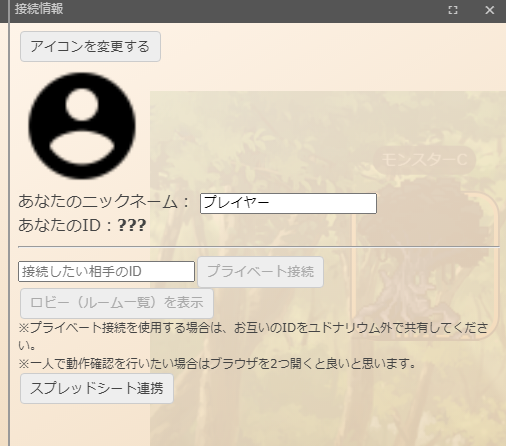 接続情報
アイコンを変更する
モンスターC
あなたのニックネーム： プレイヤー
あなたのID：???
接続したい相手のID プライベート接続
ロビー（ルーム一覧）を表示
※プライベート接続を使用する場合は、お互いのIDをユドナリウム外で共有してくださ
い。
※一人で動作確認を行いたい場合はブラウザを2つ開くと良いと思います。
スプレッドシート連携